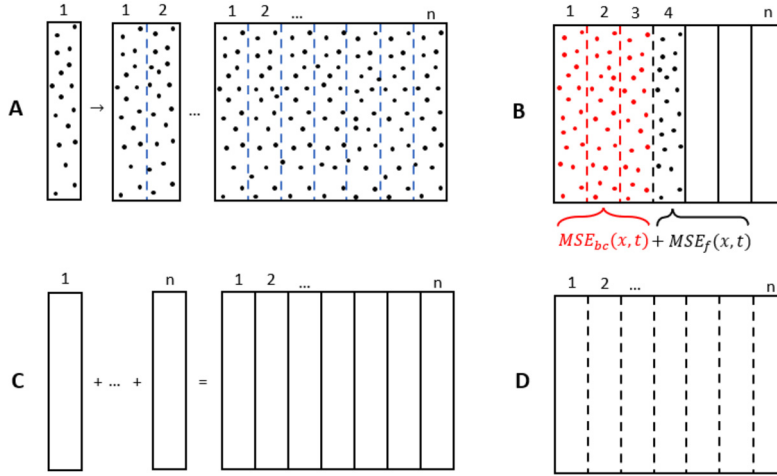 1 1 2 1 2 ... n
A → ...
1 2 3 4 n
B
MSE_bc(x,t) + MSE_f(x,t)
1 n 1 2 ... n
C + ... + =
1 2 ... n
D